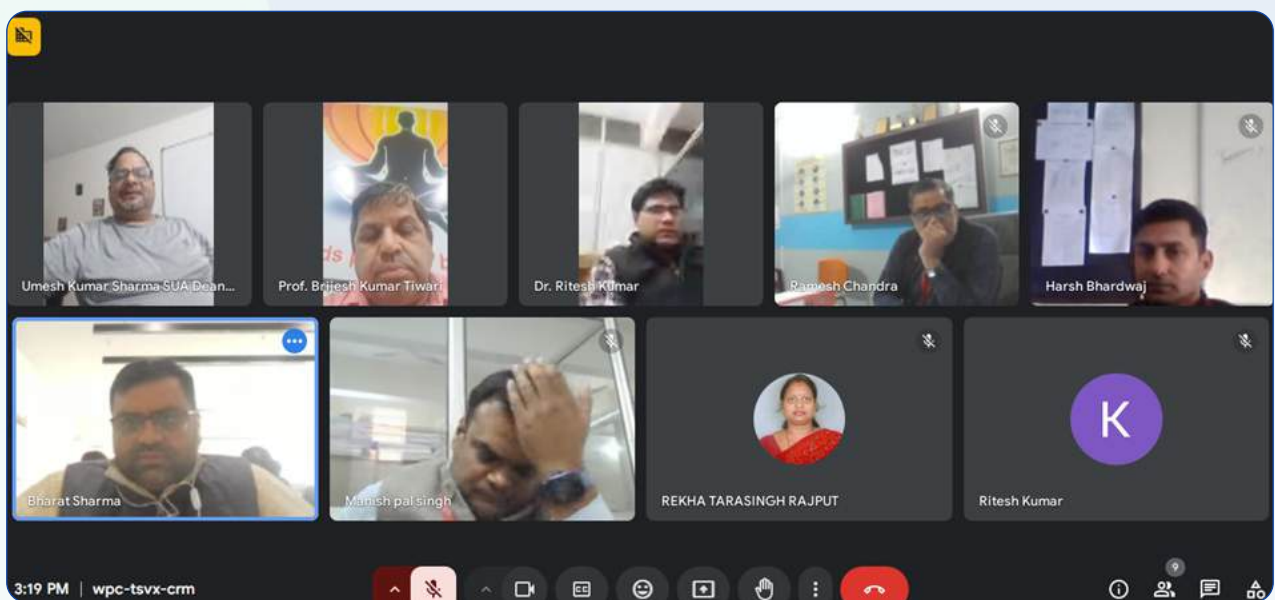 Umesh Kumar Sharma SUA Dean...
Prof. Brijesh Kumar Tiwari
Dr. Ritesh Kumar
Ramesh Chandra
Harsh Bhardwaj
Bharat Sharma
Manish pal singh
REKHA TARASINGH RAJPUT
K
Ritesh Kumar
9
3:19 PM | wpc-tsvx-crm
CC